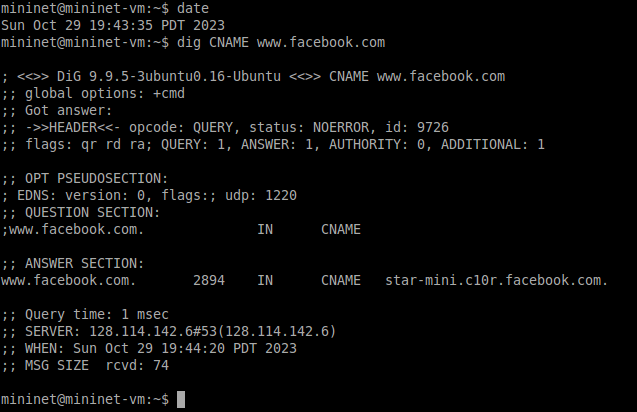 mininet@mininet-vm:~$ date
Sun Oct 29 19:43:35 PDT 2023
mininet@mininet-vm:~$ dig CNAME www.facebook.com

; <<>> DiG 9.9.5-3ubuntu0.16-Ubuntu <<>> CNAME www.facebook.com
;; global options: +cmd
;; Got answer:
;; ->>HEADER<<- opcode: QUERY, status: NOERROR, id: 9726
;; flags: qr rd ra; QUERY: 1, ANSWER: 1, AUTHORITY: 0, ADDITIONAL: 1

;; OPT PSEUDOSECTION:
; EDNS: version: 0, flags:; udp: 1220
;; QUESTION SECTION:
;www.facebook.com.              IN      CNAME

;; ANSWER SECTION:
www.facebook.com.       2894    IN      CNAME   star-mini.c10r.facebook.com.

;; Query time: 1 msec
;; SERVER: 128.114.142.6#53(128.114.142.6)
;; WHEN: Sun Oct 29 19:44:20 PDT 2023
;; MSG SIZE  rcvd: 74

mininet@mininet-vm:~$